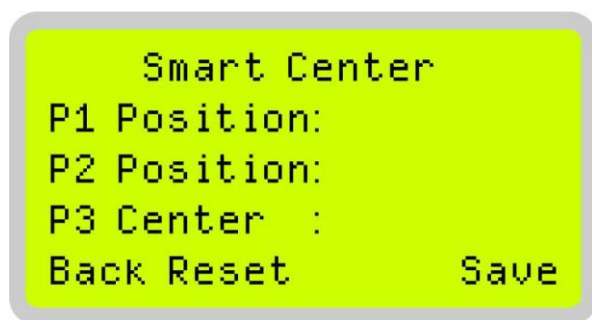 Smart Center
P1 Position:
P2 Position:
P3 Center :
Back Reset Save